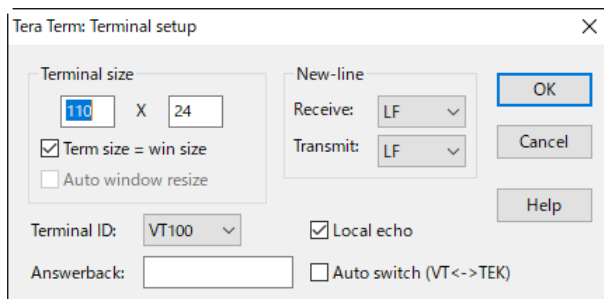 Tera Term: Terminal setup
Terminal size
110 X 24
Term size = win size
Auto window resize
New-line
Receive: LF
Transmit: LF
OK
Cancel
Help
Terminal ID: VT100
Local echo
Answerback:
Auto switch (VT<->TEK)